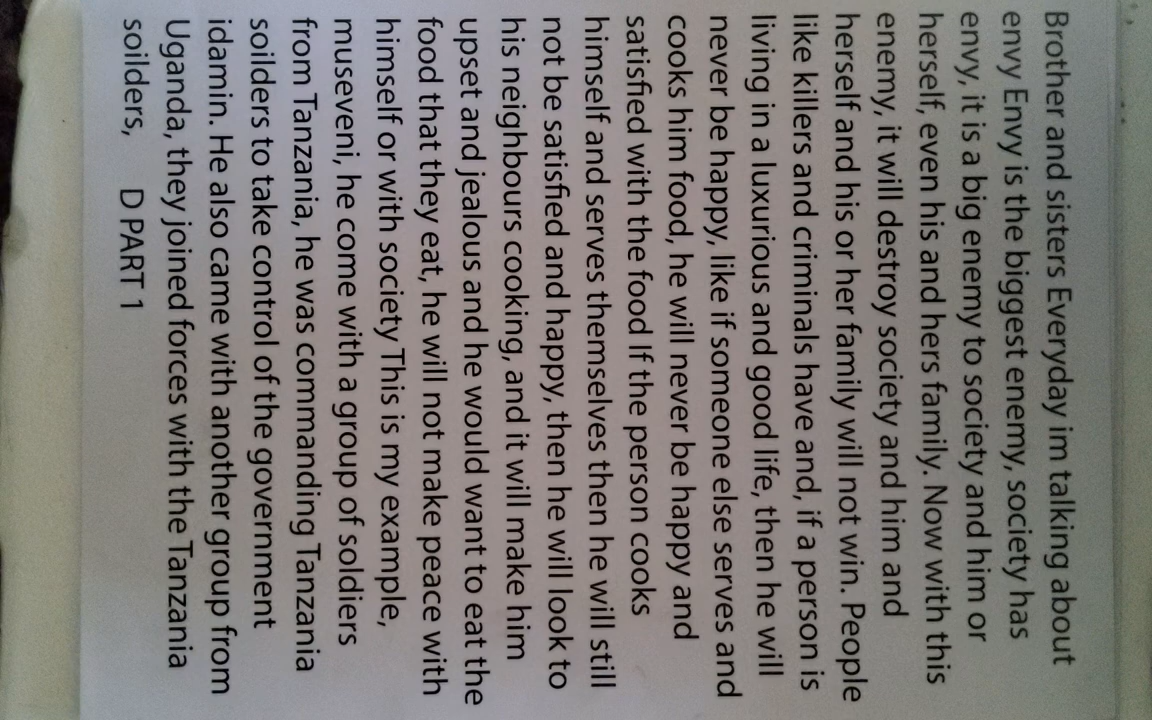 Brother and sisters Everyday im talking about
envy Envy is the biggest enemy, society has
envy, it is a big enemy to society and him or
herself, even his and hers family. Now with this
enemy, it will destroy society and him and
herself and his or her family will not win. People
like killers and criminals have and, if a person is
living in a luxurious and good life, then he will
never be happy, like if someone else serves and
cooks him food, he will never be happy and
satisfied with the food If the person cooks
himself and serves themselves then he will still
not be satisfied and happy, then he will look to
his neighbours cooking, and it will make him
upset and jealous and he would want to eat the
food that they eat, he will not make peace with
himself or with society This is my example,
museveni, he come with a group of soldiers
from Tanzania, he was commanding Tanzania
soilders to take control of the government
idamin. He also came with another group from
Uganda, they joined forces with the Tanzania
soilders, D PART 1